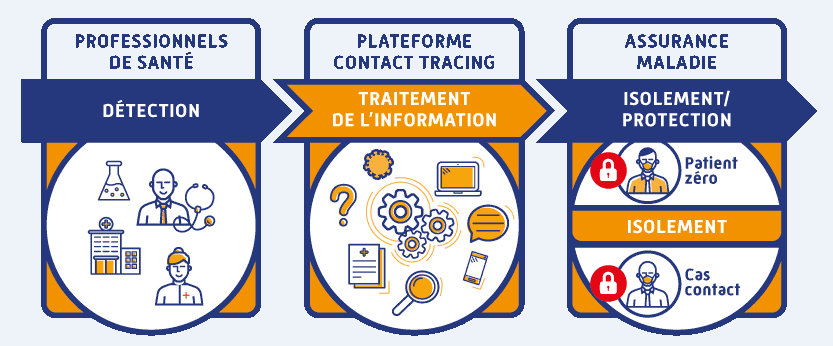 PROFESSIONNELS
DE SANTÉ
DÉTECTION
PLATEFORME
CONTACT TRACING
TRAITEMENT
DE L'INFORMATION
?
ASSURANCE
MALADIE
ISOLEMENT/
PROTECTION
Patient
zéro
ISOLEMENT
Cas
contact